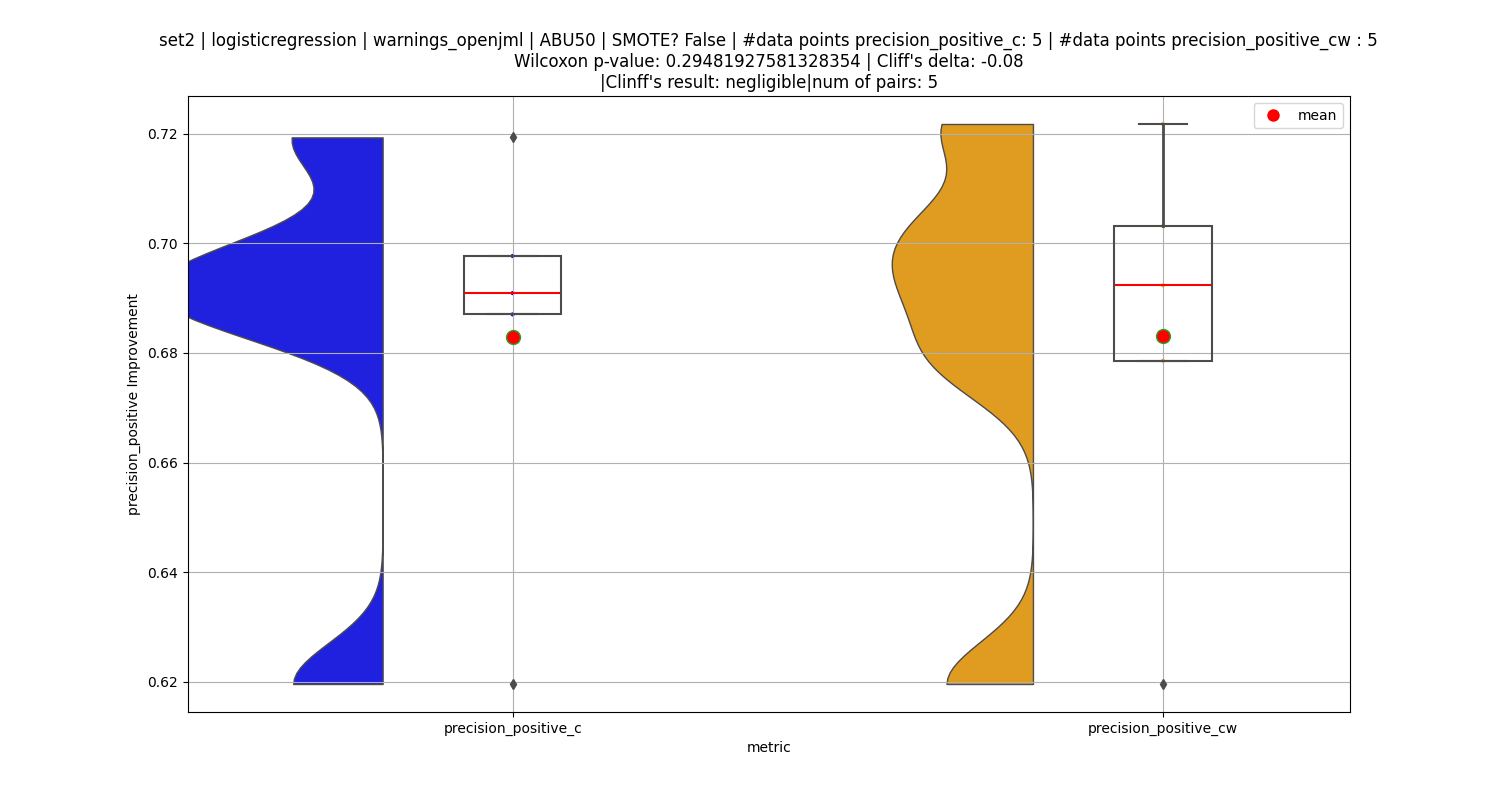 set2 | logisticregression | warnings_openjml | ABU50 | SMOTE? False | #data points precision_positive_c: 5 | #data points precision_positive_cw : 5
Wilcoxon p-value: 0.29481927581328354 | Cliff's delta: -0.08
|Clinff's result: negligible|num of pairs: 5
mean
0.72
0.70
0.68
0.66
0.64
0.62
precision_positive Improvement
precision_positive_c
precision_positive_cw
metric